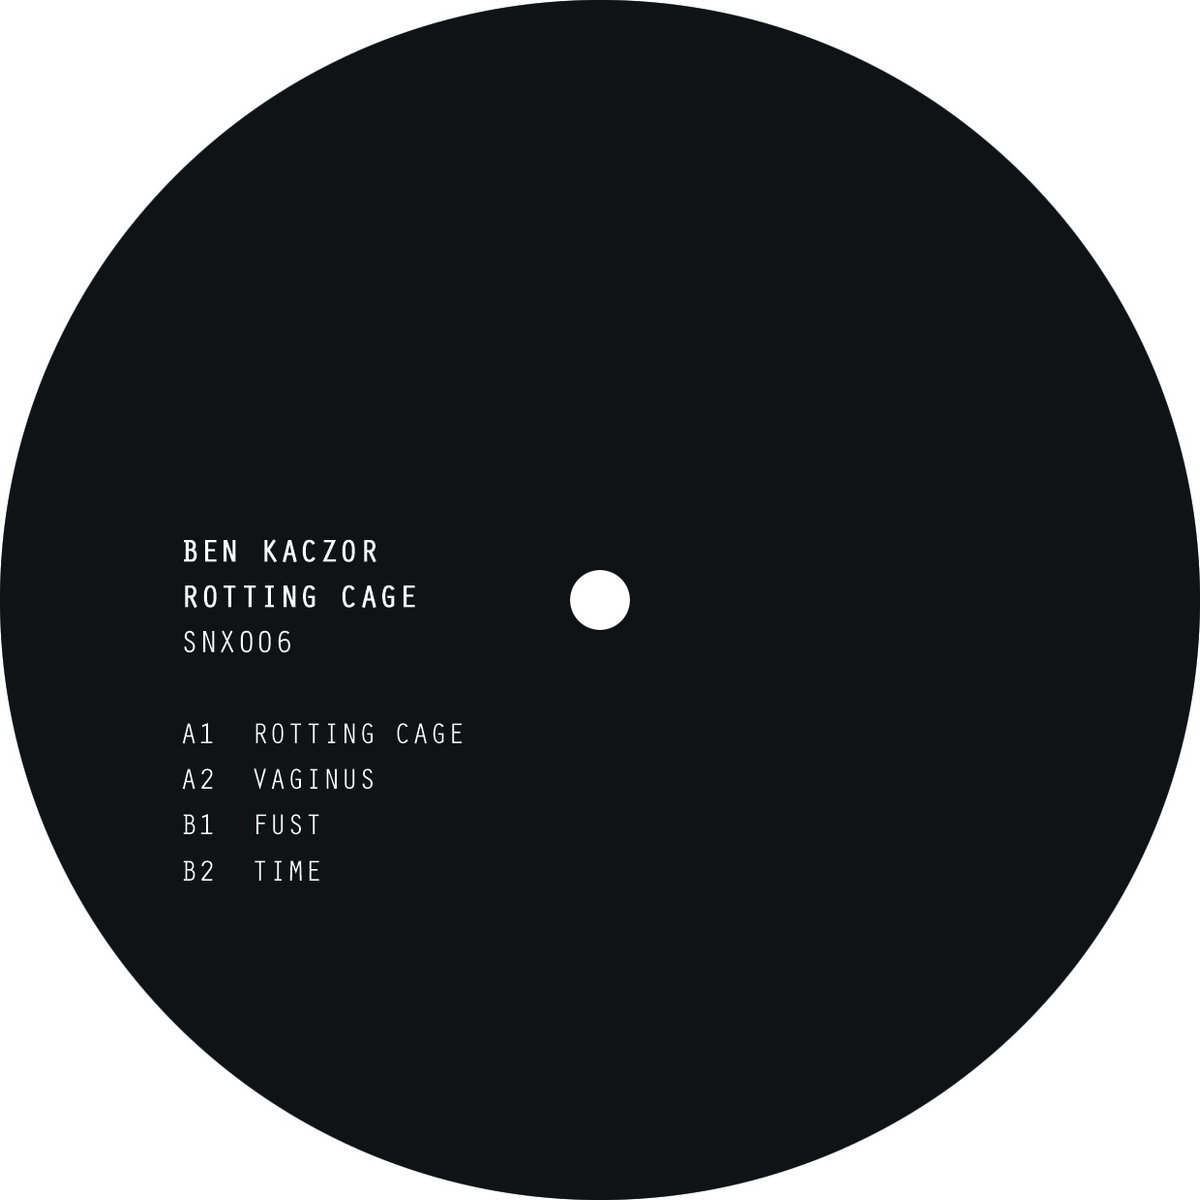 BEN KACZOR
ROTTING CAGE
SNX006
A1 ROTTING CAGE
A2 VAGINUS
B1 FUST
B2 TIME